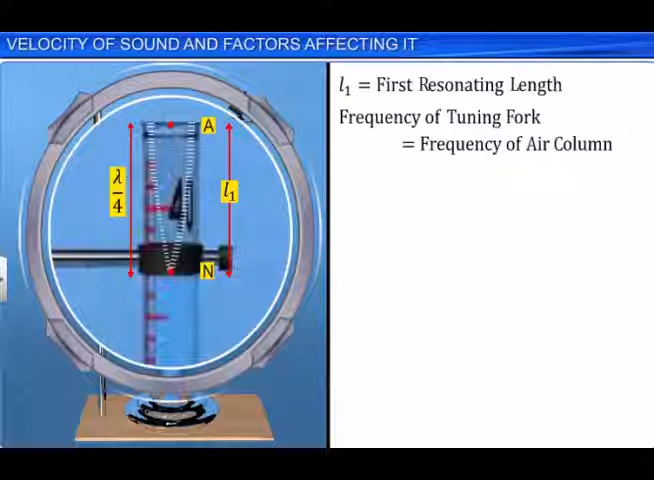 VELOCITY OF SOUND AND FACTORS AFFECTING IT
l₁ = First Resonating Length
Frequency of Tuning Fork
= Frequency of Air Column
A
λ/4
l₁
N